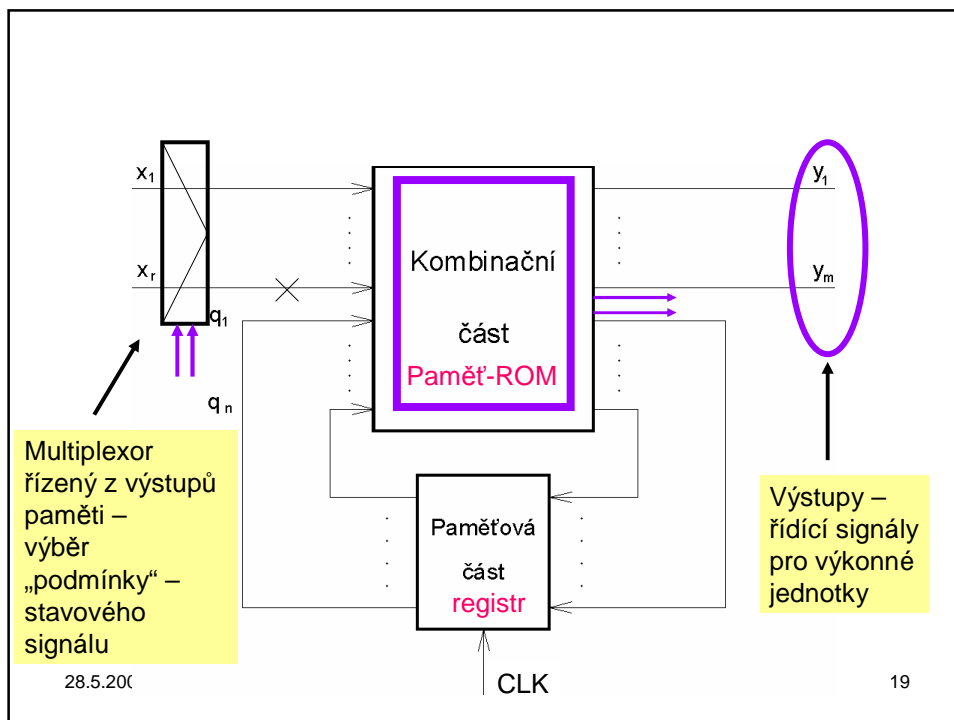 x1
xr
q1
qn
Kombinační
část
Paměť-ROM
y1
ym
Multiplexor
řízený z výstupů
paměti –
výběr
„podmínky“ –
stavového
signálu
Paměťová
část
registr
Výstupy –
řídící signály
pro výkonné
jednotky
CLK
19